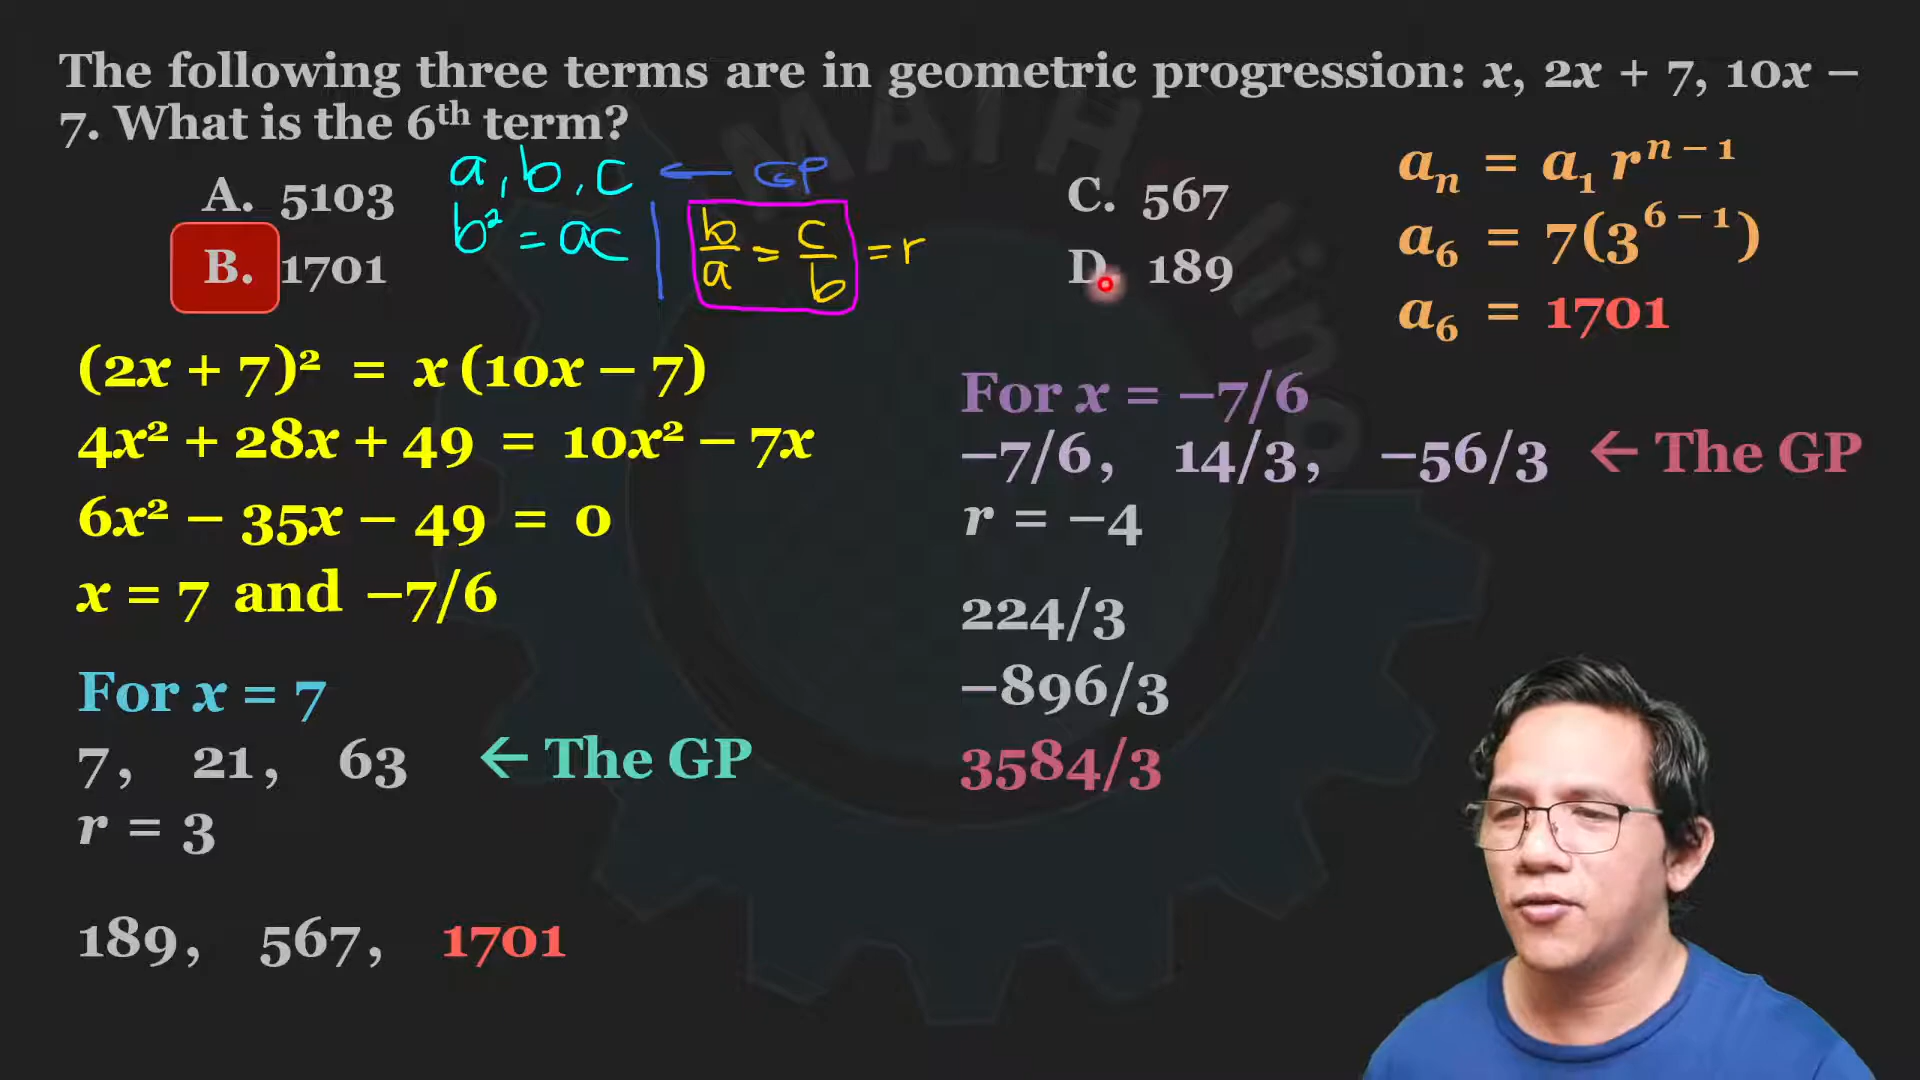 The following three terms are in geometric progression: x, 2x + 7, 10x −
7. What is the 6th term?
A. 5103
B. 1701
C. 567
D. 189
a, b, c ← GP
b² = ac
b/a = c/b = r
aₙ = a₁ rⁿ⁻¹
a₆ = 7(3⁶⁻¹)
a₆ = 1701
(2x + 7)² = x (10x − 7)
4x² + 28x + 49 = 10x² − 7x
6x² − 35x − 49 = 0
x = 7 and −7/6
For x = 7
7, 21, 63 ← The GP
r = 3
189, 567, 1701
For x = −7/6
−7/6, 14/3, −56/3 ← The GP
r = −4
224/3
−896/3
3584/3
MATH
lino